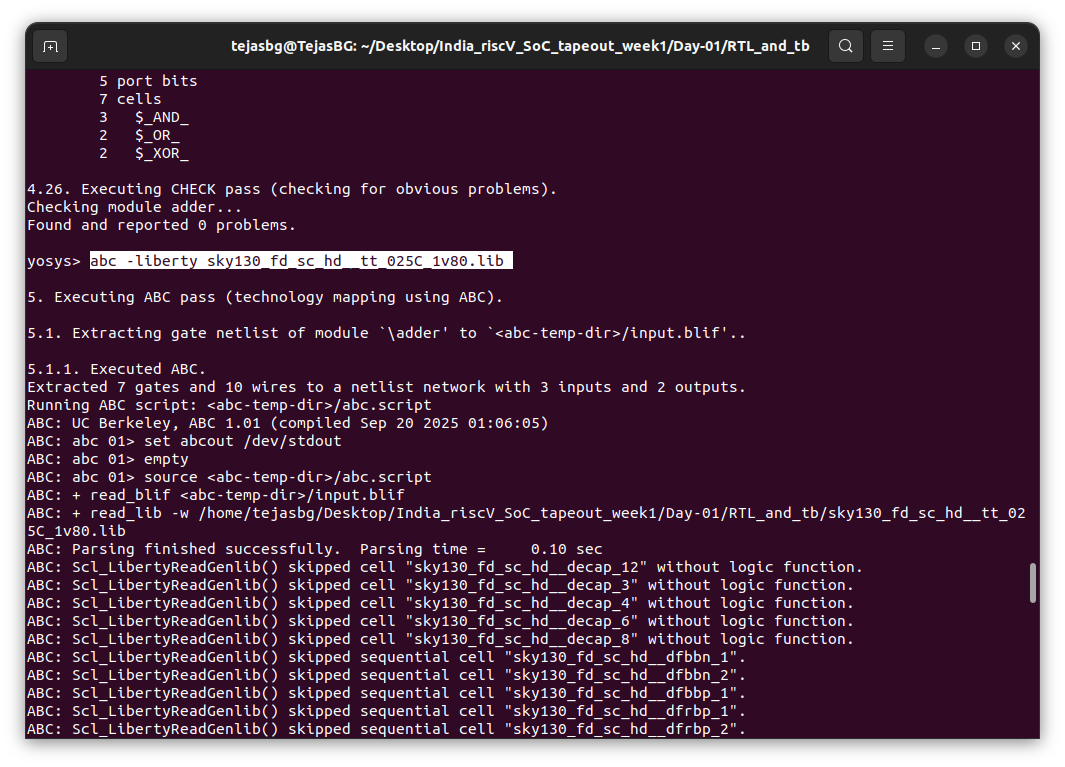 tejasbg@TejasBG: ~/Desktop/India_riscV_SoC_tapeout_week1/Day-01/RTL_and_tb
5 port bits
7 cells
3   $_AND_
2   $_OR_
2   $_XOR_
4.26. Executing CHECK pass (checking for obvious problems).
Checking module adder...
Found and reported 0 problems.
yosys> abc -liberty sky130_fd_sc_hd__tt_025C_1v80.lib
5. Executing ABC pass (technology mapping using ABC).
5.1. Extracting gate netlist of module `\adder' to `<abc-temp-dir>/input.blif'..
5.1.1. Executed ABC.
Extracted 7 gates and 10 wires to a netlist network with 3 inputs and 2 outputs.
Running ABC script: <abc-temp-dir>/abc.script
ABC: UC Berkeley, ABC 1.01 (compiled Sep 20 2025 01:06:05)
ABC: abc 01> set abcout /dev/stdout
ABC: abc 01> empty
ABC: abc 01> source <abc-temp-dir>/abc.script
ABC: + read_blif <abc-temp-dir>/input.blif
ABC: + read_lib -w /home/tejasbg/Desktop/India_riscV_SoC_tapeout_week1/Day-01/RTL_and_tb/sky130_fd_sc_hd__tt_02
5C_1v80.lib
ABC: Parsing finished successfully.  Parsing time =     0.10 sec
ABC: Scl_LibertyReadGenlib() skipped cell "sky130_fd_sc_hd__decap_12" without logic function.
ABC: Scl_LibertyReadGenlib() skipped cell "sky130_fd_sc_hd__decap_3" without logic function.
ABC: Scl_LibertyReadGenlib() skipped cell "sky130_fd_sc_hd__decap_4" without logic function.
ABC: Scl_LibertyReadGenlib() skipped cell "sky130_fd_sc_hd__decap_6" without logic function.
ABC: Scl_LibertyReadGenlib() skipped cell "sky130_fd_sc_hd__decap_8" without logic function.
ABC: Scl_LibertyReadGenlib() skipped sequential cell "sky130_fd_sc_hd__dfbbn_1".
ABC: Scl_LibertyReadGenlib() skipped sequential cell "sky130_fd_sc_hd__dfbbn_2".
ABC: Scl_LibertyReadGenlib() skipped sequential cell "sky130_fd_sc_hd__dfbbp_1".
ABC: Scl_LibertyReadGenlib() skipped sequential cell "sky130_fd_sc_hd__dfrbp_1".
ABC: Scl_LibertyReadGenlib() skipped sequential cell "sky130_fd_sc_hd__dfrbp_2".